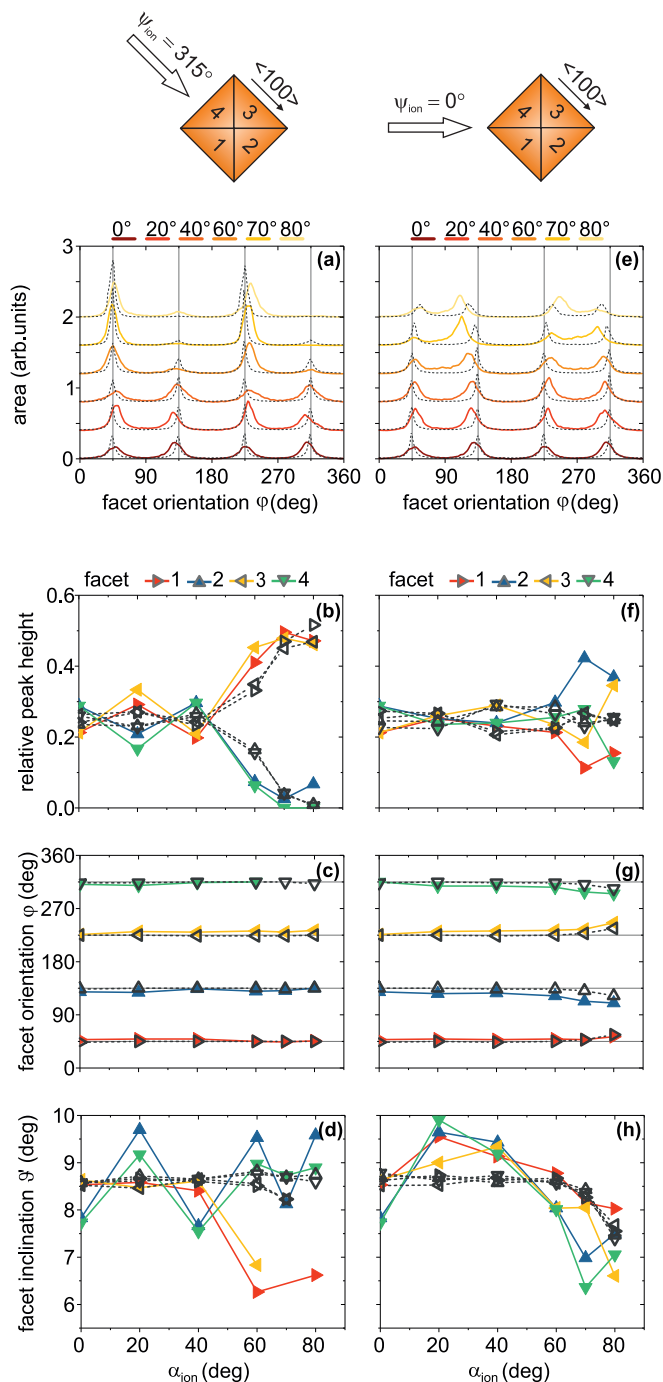 ψion = 315°
<100>
4 3
1 2
ψion = 0°
<100>
4 3
1 2
0° 20° 40° 60° 70° 80°
0° 20° 40° 60° 70° 80°
(a)
(e)
area (arb.units)
3
2
1
0
0 90 180 270 360
0 90 180 270 360
facet orientation φ(deg)
facet orientation φ(deg)
facet 1 2 3 4
facet 1 2 3 4
(b)
(f)
relative peak height
0.6
0.4
0.2
0.0
(c)
(g)
facet orientation φ (deg)
360
270
180
90
0
(d)
(h)
facet inclination ϑ' (deg)
10
9
8
7
6
0 20 40 60 80
0 20 40 60 80
αion (deg)
αion (deg)